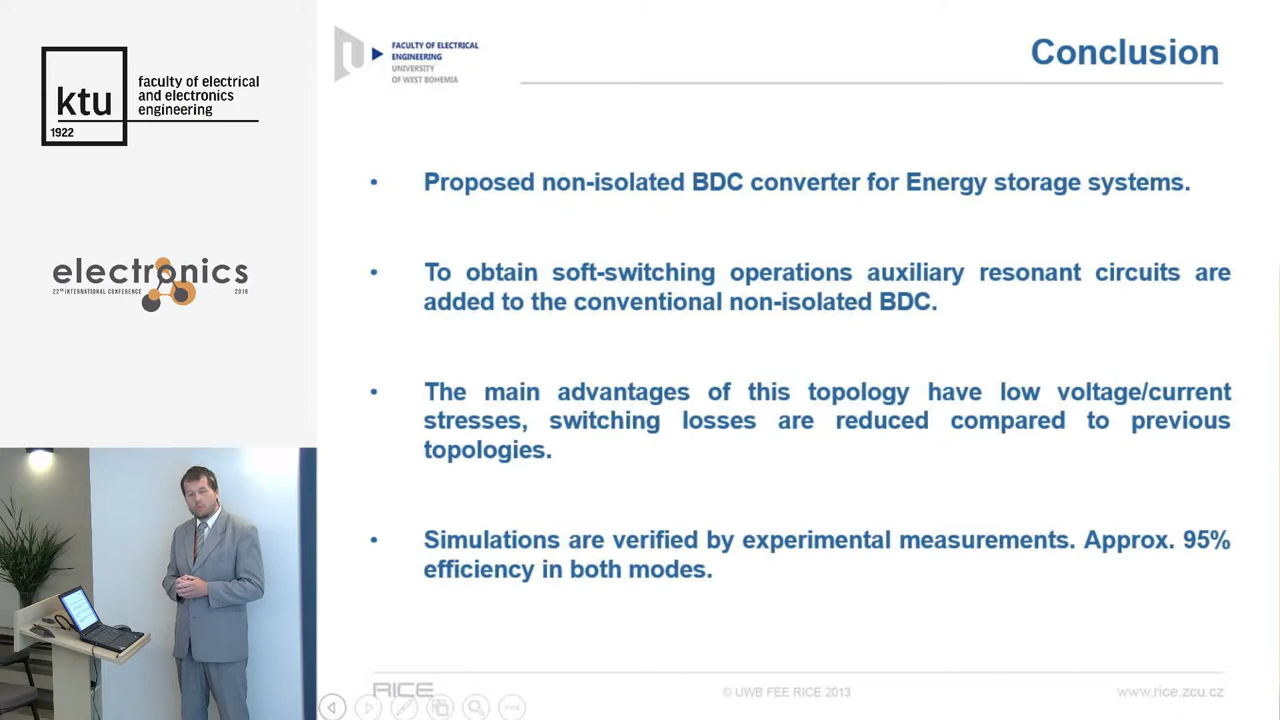 ktu
1922
faculty of electrical
and electronics
engineering
electronics
22TH INTERNATIONAL CONFERENCE 2018
FACULTY OF ELECTRICAL
ENGINEERING
UNIVERSITY
OF WEST BOHEMIA
Conclusion
• Proposed non-isolated BDC converter for Energy storage systems.
• To obtain soft-switching operations auxiliary resonant circuits are
added to the conventional non-isolated BDC.
• The main advantages of this topology have low voltage/current
stresses, switching losses are reduced compared to previous
topologies.
• Simulations are verified by experimental measurements. Approx. 95%
efficiency in both modes.
RICE
© UWB FEE RICE 2013
www.rice.zcu.cz